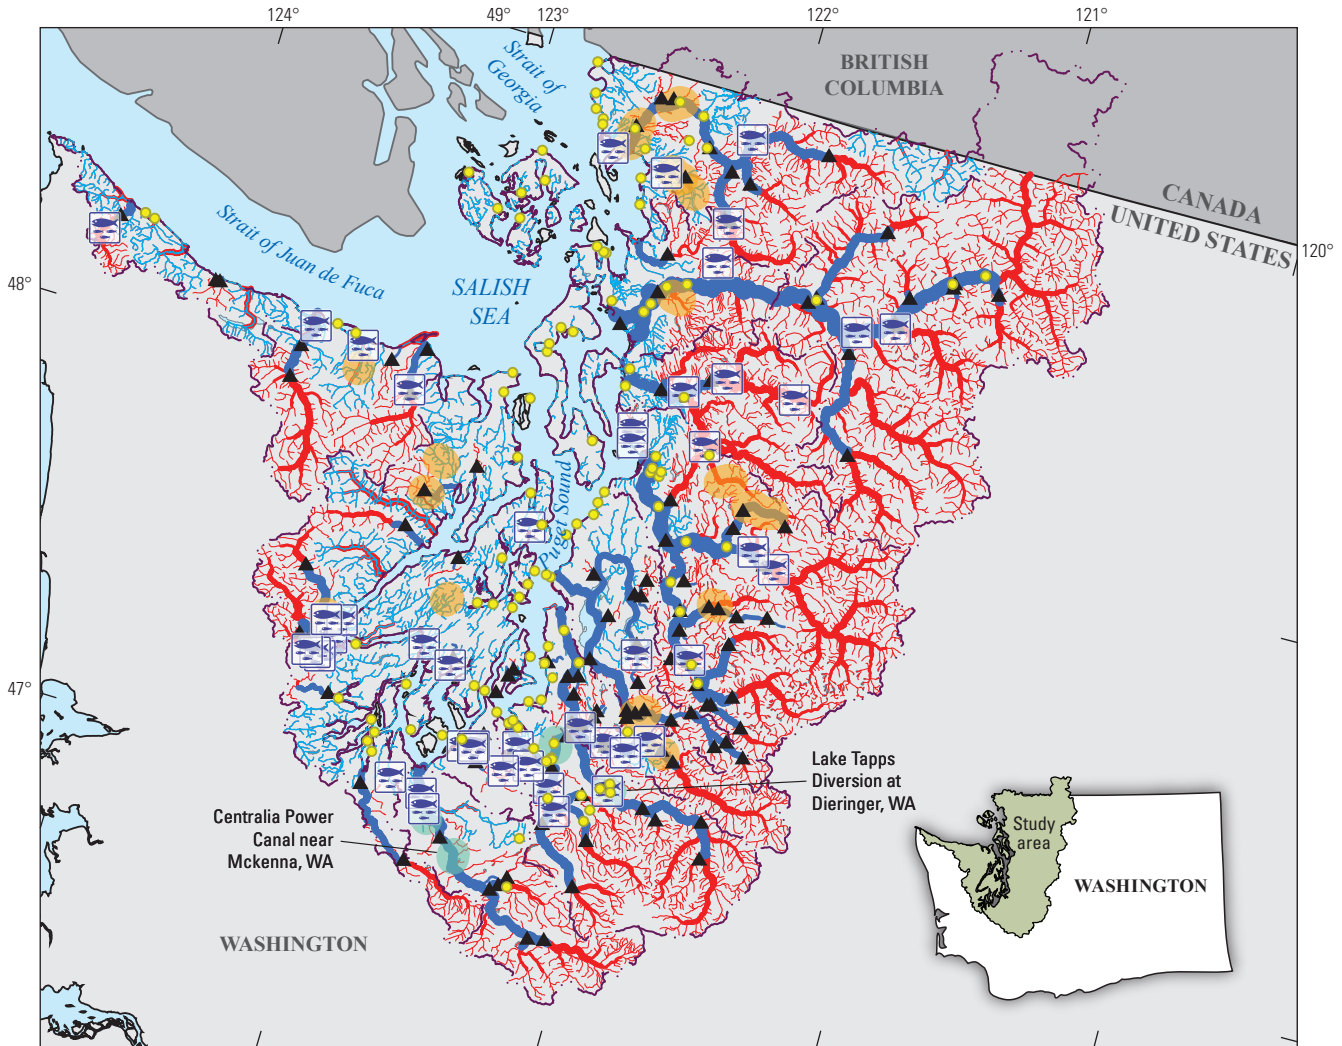 124°
49°
123°
122°
121°
Strait of
Georgia
BRITISH
COLUMBIA
CANADA
UNITED STATES
120°
Strait of Juan de Fuca
48°
SALISH
SEA
Puget Sound
47°
Lake Tapps
Diversion at
Dieringer, WA
Centralia Power
Canal near
Mckenna, WA
Study
area
WASHINGTON
WASHINGTON